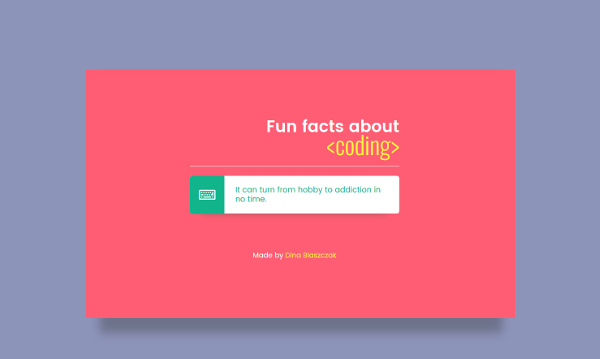 Fun facts about
<coding>
It can turn from hobby to addiction in
no time.
Made by Dina Blaszczak